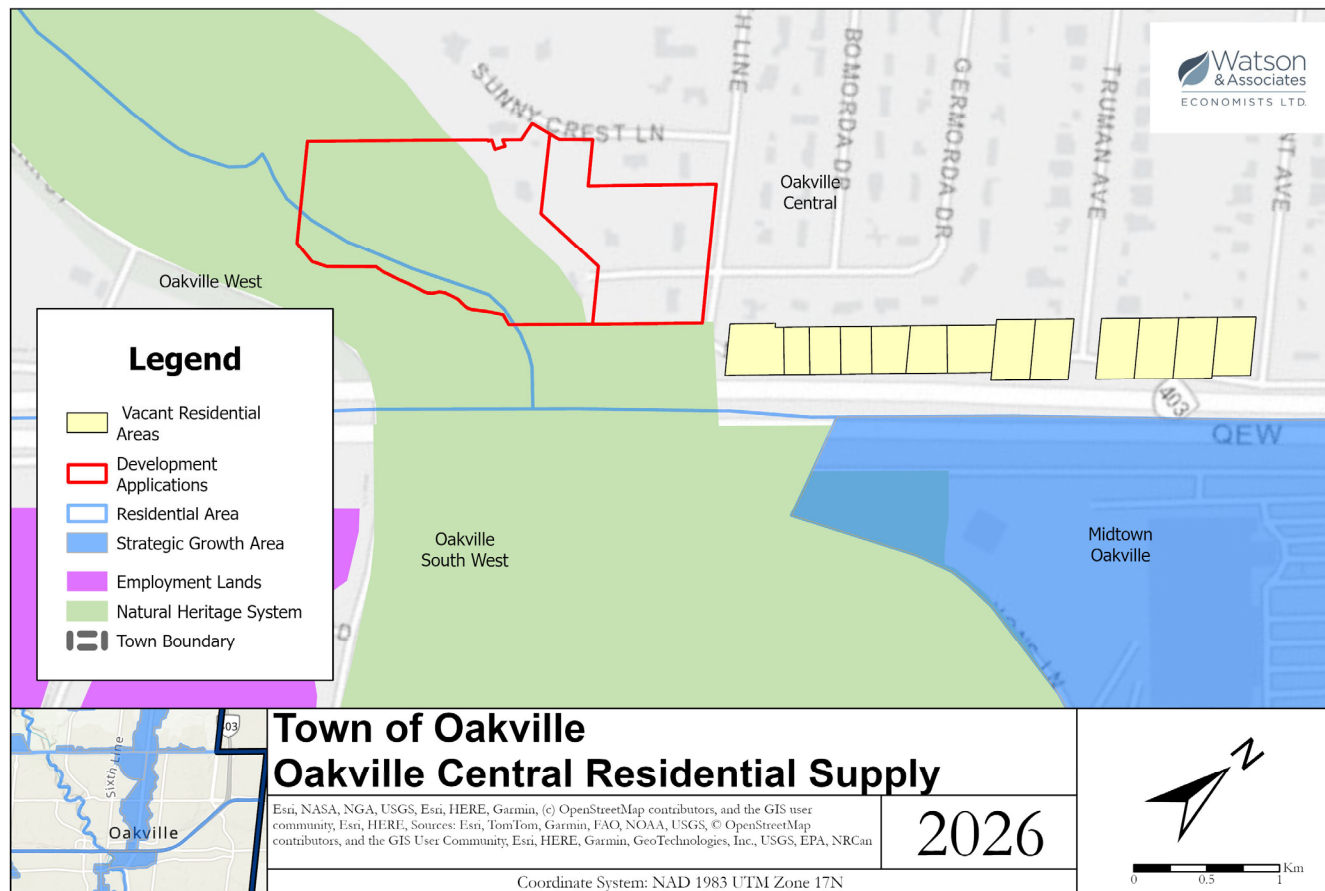 SUNNY CREST LN
H LINE
BOMORDA DR
GERMORDA DR
TRUMAN AVE
NT AVE
Watson
& Associates
ECONOMISTS LTD.
Oakville
Central
Oakville West
403
QEW
Oakville
South West
Midtown
Oakville
Legend
Vacant Residential
Areas
Development
Applications
Residential Area
Strategic Growth Area
Employment Lands
Natural Heritage System
Town Boundary
D
Sixth Line
03
Oakville
Town of Oakville
Oakville Central Residential Supply
Esri, NASA, NGA, USGS, Esri, HERE, Garmin, (c) OpenStreetMap contributors, and the GIS user
community, Esri, HERE, Sources: Esri, TomTom, Garmin, FAO, NOAA, USGS, © OpenStreetMap
contributors, and the GIS User Community, Esri, HERE, Garmin, GeoTechnologies, Inc., USGS, EPA, NRCan
2026
Coordinate System: NAD 1983 UTM Zone 17N
N
Km
0 0.5 1